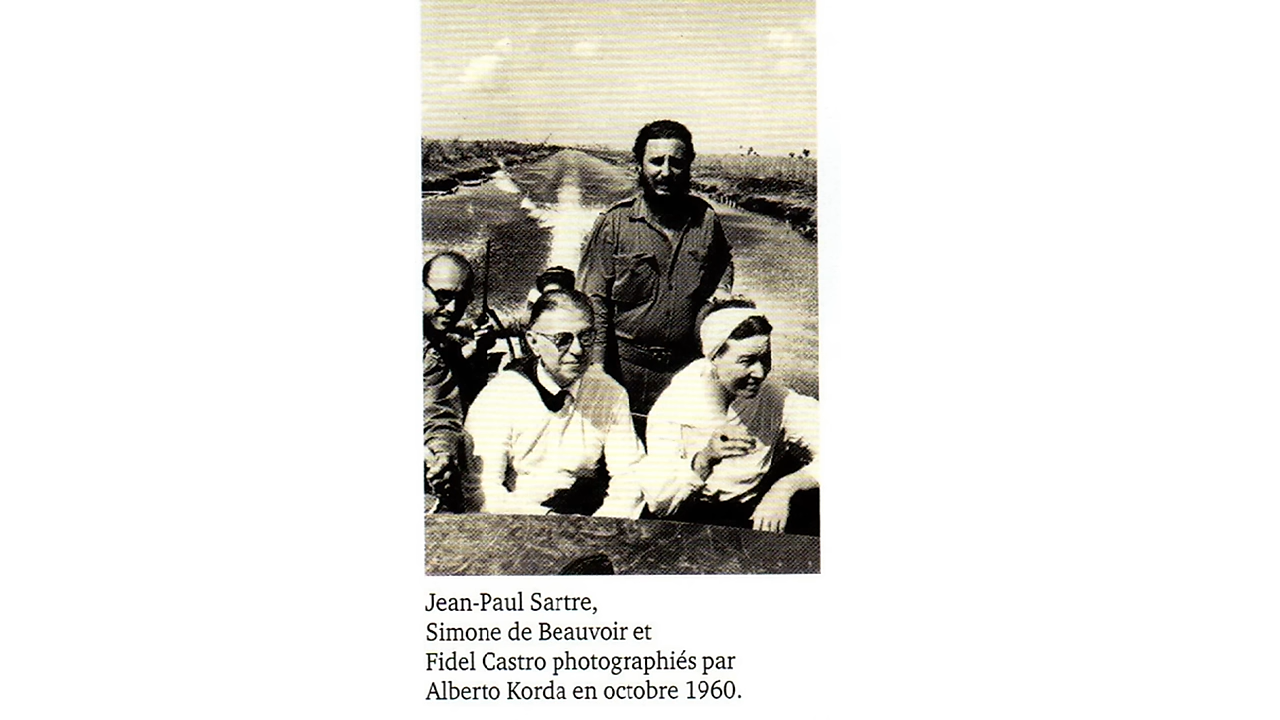 Jean-Paul Sartre,
Simone de Beauvoir et
Fidel Castro photographiés par
Alberto Korda en octobre 1960.